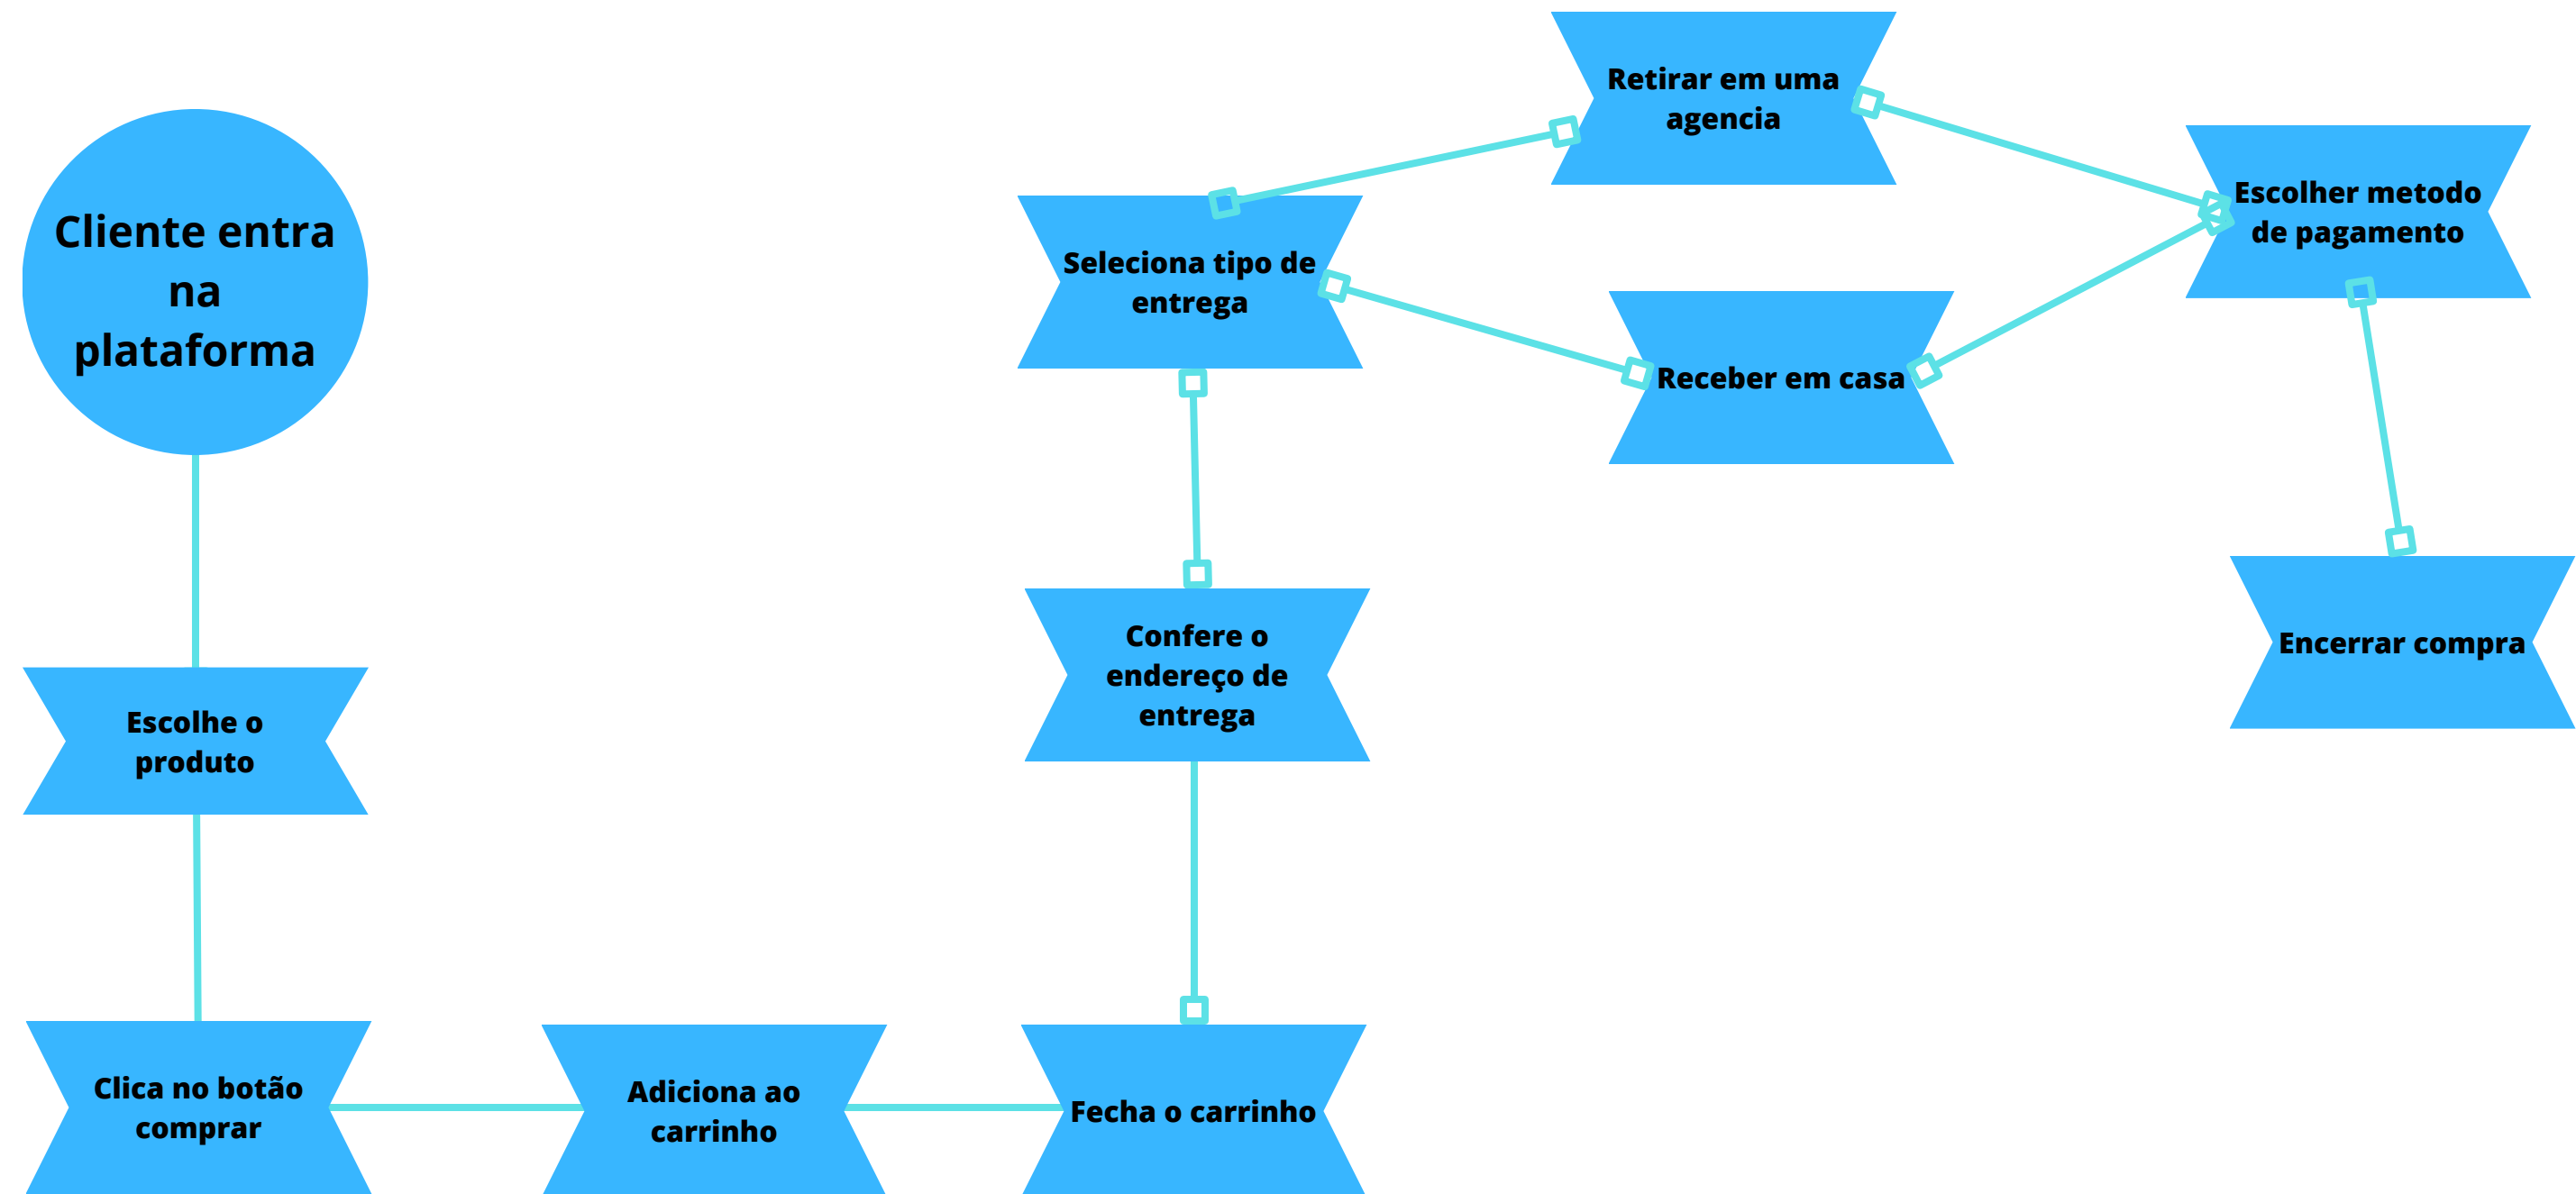 Cliente entra
na
plataforma
Escolhe o
produto
Clica no botão
comprar
Adiciona ao
carrinho
Fecha o carrinho
Confere o
endereço de
entrega
Seleciona tipo de
entrega
Retirar em uma
agencia
Receber em casa
Escolher metodo
de pagamento
Encerrar compra